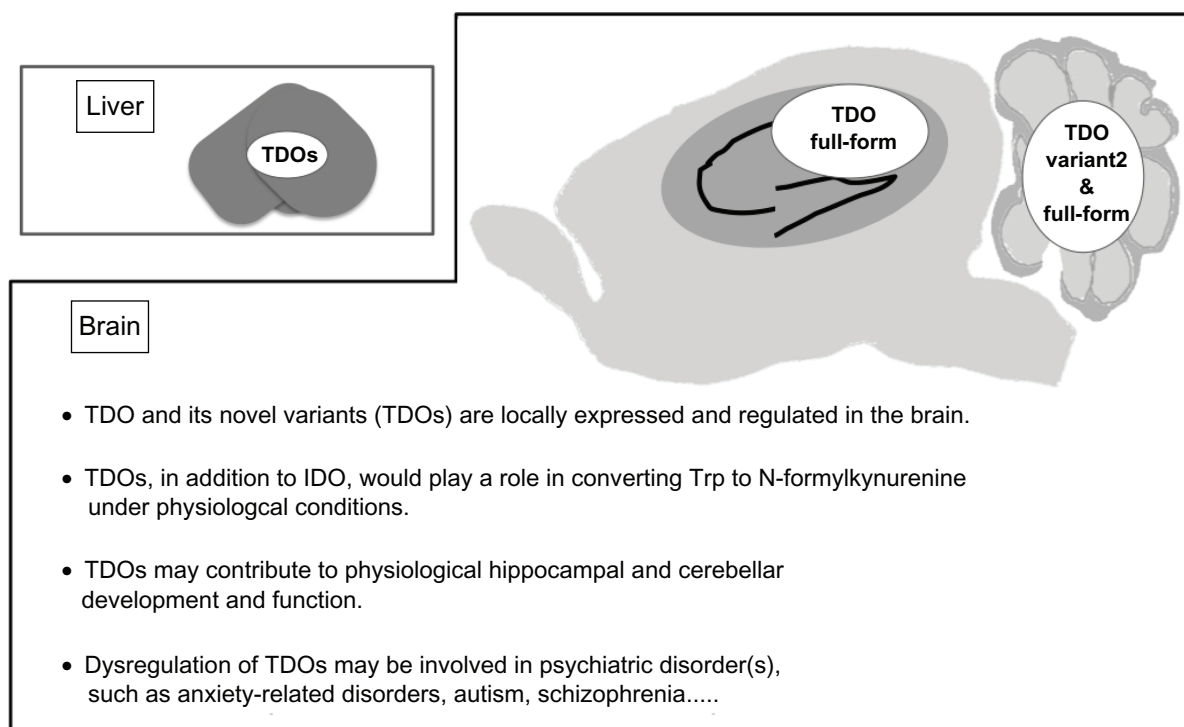 Liver
TDOs
TDO
full-form
TDO
variant2
&
full-form
Brain
• TDO and its novel variants (TDOs) are locally expressed and regulated in the brain.
• TDOs, in addition to IDO, would play a role in converting Trp to N-formylkynurenine
under physiologcal conditions.
• TDOs may contribute to physiological hippocampal and cerebellar
development and function.
• Dysregulation of TDOs may be involved in psychiatric disorder(s),
such as anxiety-related disorders, autism, schizophrenia.....